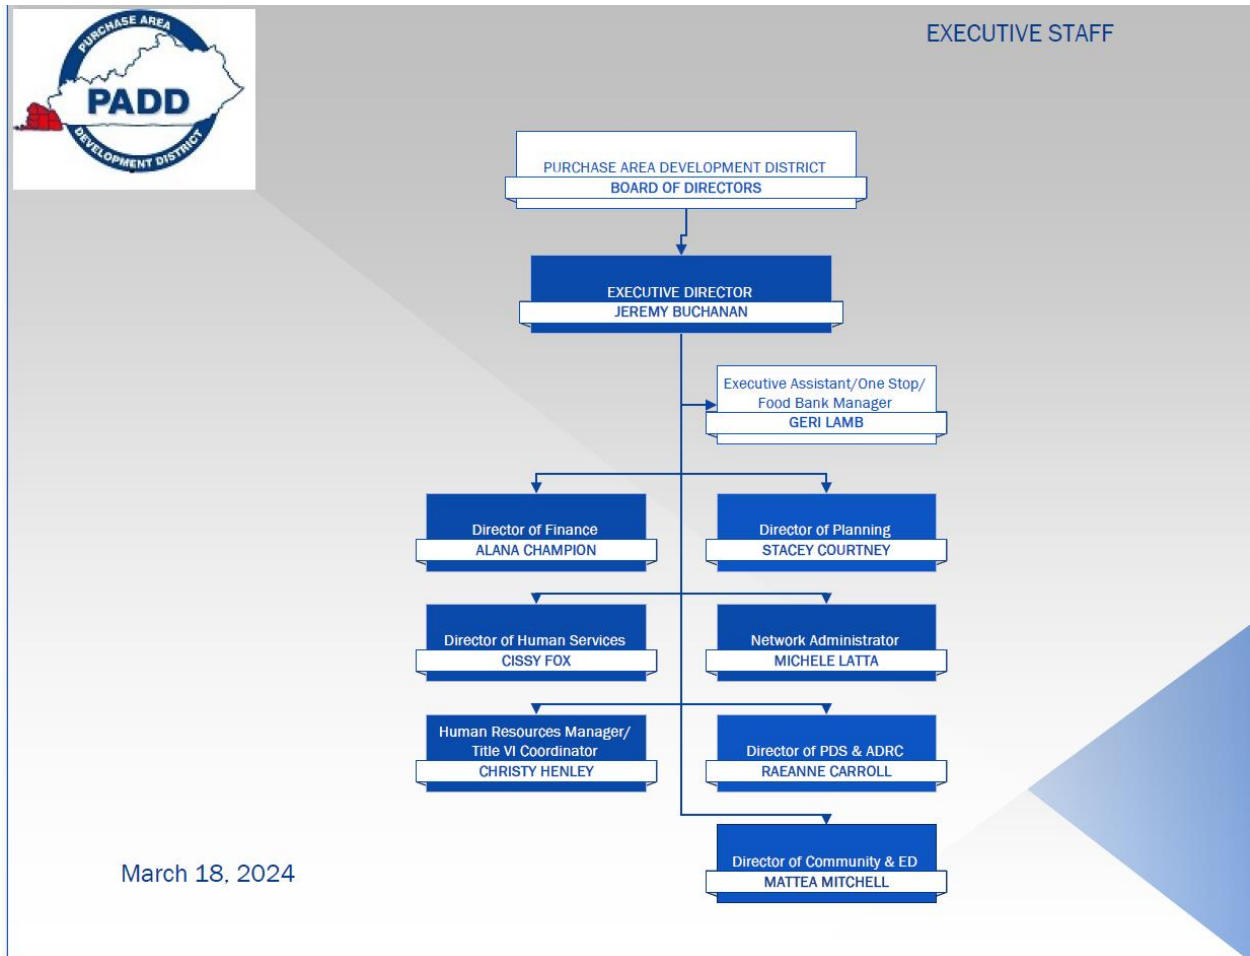 PURCHASE AREA
PADD
DEVELOPMENT DISTRICT
EXECUTIVE STAFF
PURCHASE AREA DEVELOPMENT DISTRICT
BOARD OF DIRECTORS
EXECUTIVE DIRECTOR
JEREMY BUCHANAN
Executive Assistant/One Stop/
Food Bank Manager
GERI LAMB
Director of Finance
ALANA CHAMPION
Director of Planning
STACEY COURTNEY
Director of Human Services
CISSY FOX
Network Administrator
MICHELE LATTA
Human Resources Manager/
Title VI Coordinator
CHRISTY HENLEY
Director of PDS & ADRC
RAEANNE CARROLL
Director of Community & ED
MATTEA MITCHELL
March 18, 2024